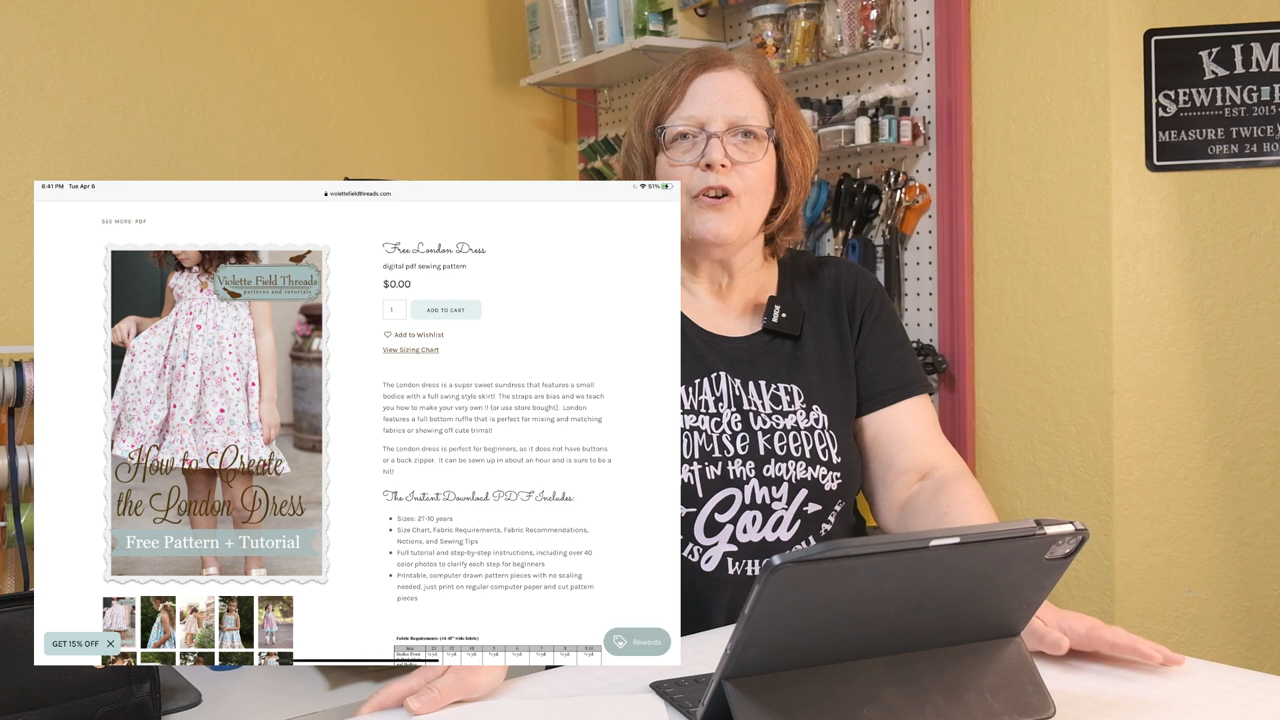 KIM
SEWING
EST. 2015
MEASURE TWICE
OPEN 24 HO
8:41 PM Tue Apr 6
violettefieldthreads.com
51%
SEE MORE: PDF
Violette Field Threads
patterns and tutorials
How to Create
the London Dress
Free Pattern + Tutorial
GET 15% OFF X
Free London Dress
digital pdf sewing pattern
$0.00
1 ADD TO CART
Add to Wishlist
View Sizing Chart
The London dress is a super sweet sundress that features a small
bodice with a full swing style skirt! The straps are bias and we teach
you how to make your very own !! (or use store bought). London
features a full bottom ruffle that is perfect for mixing and matching
fabrics or showing off cute trims!!
The London dress is perfect for beginners, as it does not have buttons
or a back zipper. It can be sewn up in about an hour and is sure to be a
hit!
The Instant Download PDF Includes:
Sizes: 2T-10 years
Size Chart, Fabric Requirements, Fabric Recommendations,
Notions, and Sewing Tips
Full tutorial and step-by-step instructions, including over 40
color photos to clarify each step for beginners
Printable, computer drawn pattern pieces with no scaling
needed, just print on regular computer paper and cut pattern
pieces
Fabric Requirements: (44-45" wide fabric)
Rewards
RODE
WAYMAKER
racle worker
OMISE KEEPER
ht in the darkness
my
God
IS WHO YOU ARE